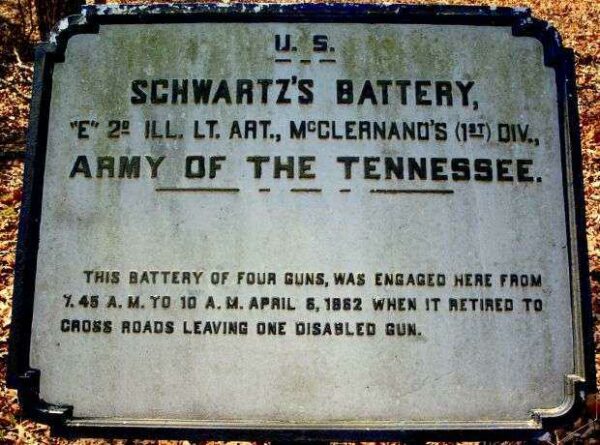 U. S.
SCHWARTZ'S BATTERY,
"E" 2D ILL. LT. ART., McCLERNAND'S (1ST) DIV.,
ARMY OF THE TENNESSEE.
THIS BATTERY OF FOUR GUNS, WAS ENGAGED HERE FROM
7.45 A.M. TO 10 A.M. APRIL 6, 1862 WHEN IT RETIRED TO
CROSS ROADS LEAVING ONE DISABLED GUN.